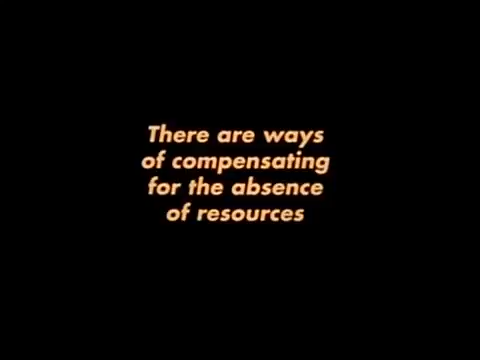 There are ways
of compensating
for the absence
of resources